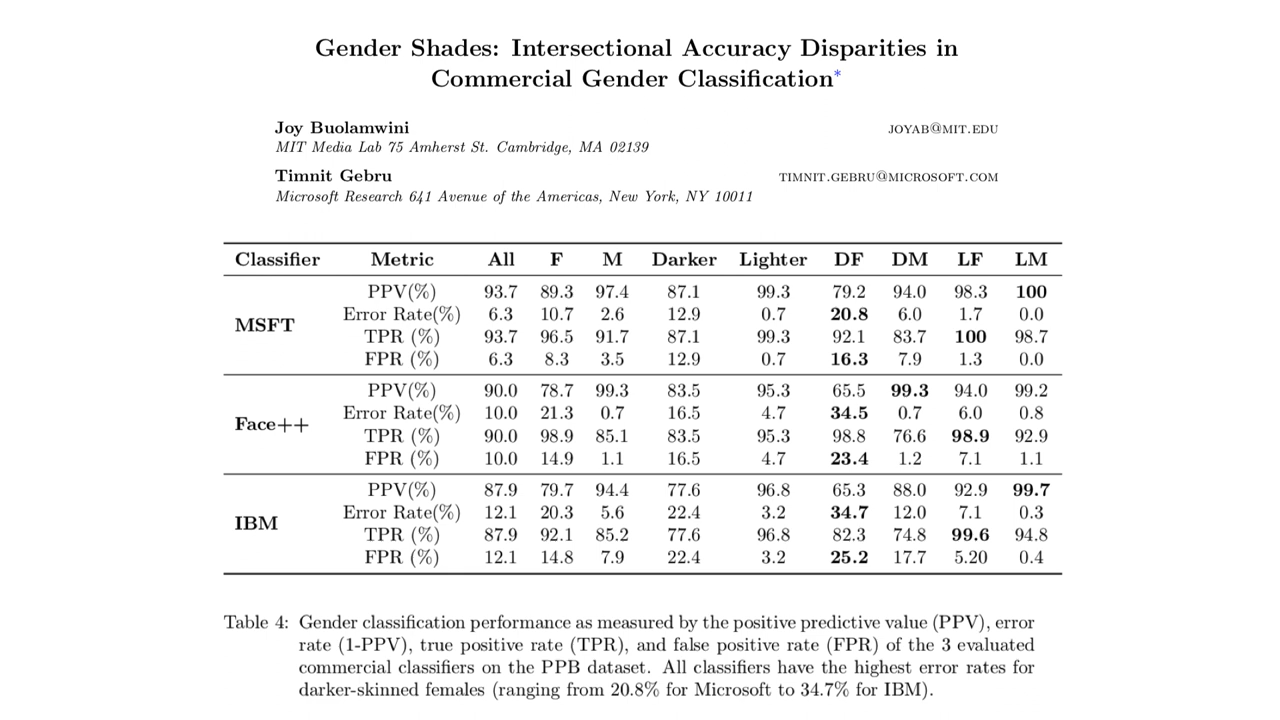 Gender Shades: Intersectional Accuracy Disparities in
Commercial Gender Classification*
Joy Buolamwini JOYAB@MIT.EDU
MIT Media Lab 75 Amherst St. Cambridge, MA 02139
Timnit Gebru TIMNIT.GEBRU@MICROSOFT.COM
Microsoft Research 641 Avenue of the Americas, New York, NY 10011
Classifier Metric All F M Darker Lighter DF DM LF LM
MSFT
PPV(%) 93.7 89.3 97.4 87.1 99.3 79.2 94.0 98.3 100
Error Rate(%) 6.3 10.7 2.6 12.9 0.7 20.8 6.0 1.7 0.0
TPR (%) 93.7 96.5 91.7 87.1 99.3 92.1 83.7 100 98.7
FPR (%) 6.3 8.3 3.5 12.9 0.7 16.3 7.9 1.3 0.0
Face++
PPV(%) 90.0 78.7 99.3 83.5 95.3 65.5 99.3 94.0 99.2
Error Rate(%) 10.0 21.3 0.7 16.5 4.7 34.5 0.7 6.0 0.8
TPR (%) 90.0 98.9 85.1 83.5 95.3 98.8 76.6 98.9 92.9
FPR (%) 10.0 14.9 1.1 16.5 4.7 23.4 1.2 7.1 1.1
IBM
PPV(%) 87.9 79.7 94.4 77.6 96.8 65.3 88.0 92.9 99.7
Error Rate(%) 12.1 20.3 5.6 22.4 3.2 34.7 12.0 7.1 0.3
TPR (%) 87.9 92.1 85.2 77.6 96.8 82.3 74.8 99.6 94.8
FPR (%) 12.1 14.8 7.9 22.4 3.2 25.2 17.7 5.20 0.4
Table 4: Gender classification performance as measured by the positive predictive value (PPV), error
rate (1-PPV), true positive rate (TPR), and false positive rate (FPR) of the 3 evaluated
commercial classifiers on the PPB dataset. All classifiers have the highest error rates for
darker-skinned females (ranging from 20.8% for Microsoft to 34.7% for IBM).